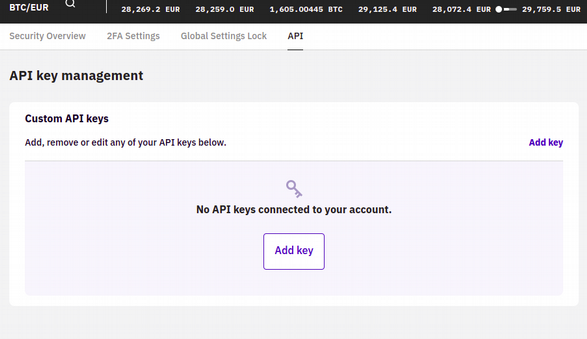 BTC/EUR 28,269.2 EUR 28,259.0 EUR 1,605.00445 BTC 29,125.4 EUR 28,072.4 EUR 29,759.5 EUR
Security Overview 2FA Settings Global Settings Lock API
API key management
Custom API keys
Add, remove or edit any of your API keys below. Add key
No API keys connected to your account.
Add key